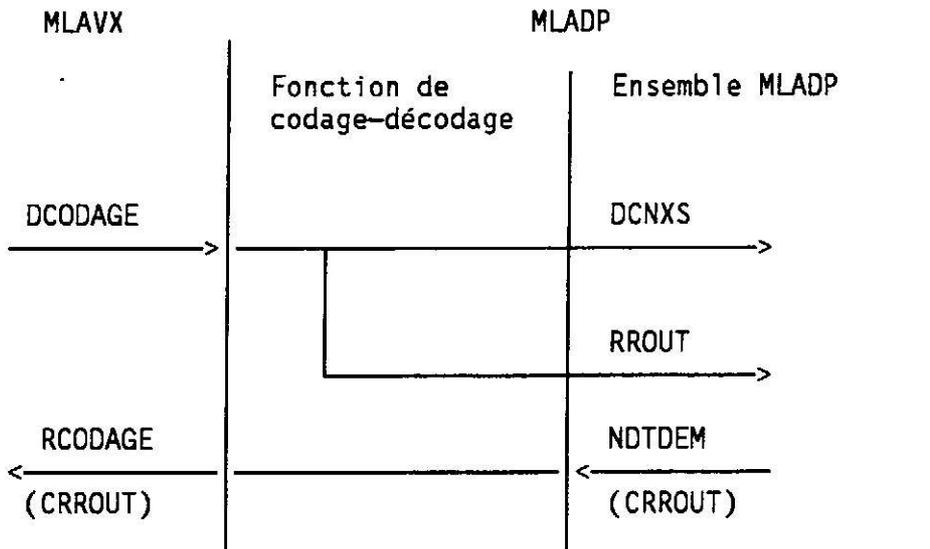 MLAVX
MLADP
Fonction de
codage-décodage
Ensemble MLADP
DCODAGE
DCNXS
RROUT
RCODAGE
NDTDEM
(CRROUT)
(CRROUT)